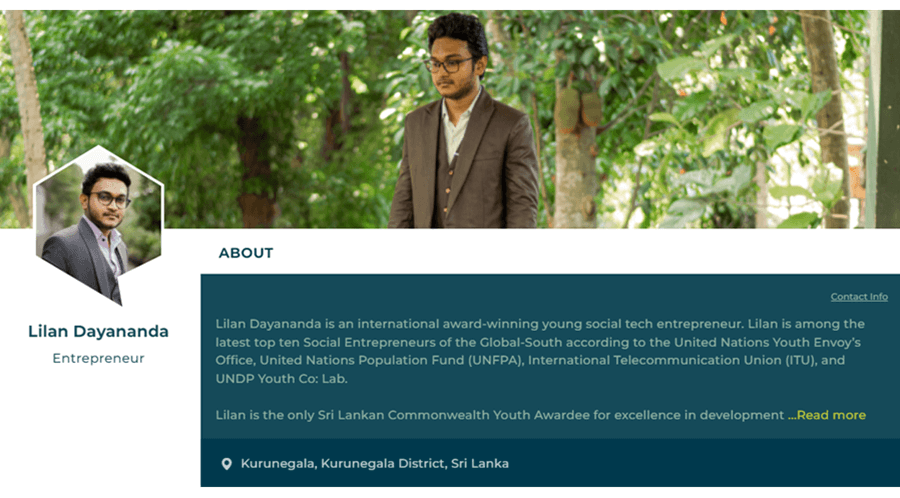 ABOUT
Contact Info
Lilan Dayananda
Entrepreneur
Lilan Dayananda is an international award-winning young social tech entrepreneur. Lilan is among the
latest top ten Social Entrepreneurs of the Global-South according to the United Nations Youth Envoy's
Office, United Nations Population Fund (UNFPA), International Telecommunication Union (ITU), and
UNDP Youth Co: Lab.
Lilan is the only Sri Lankan Commonwealth Youth Awardee for excellence in development ...Read more
Kurunegala, Kurunegala District, Sri Lanka